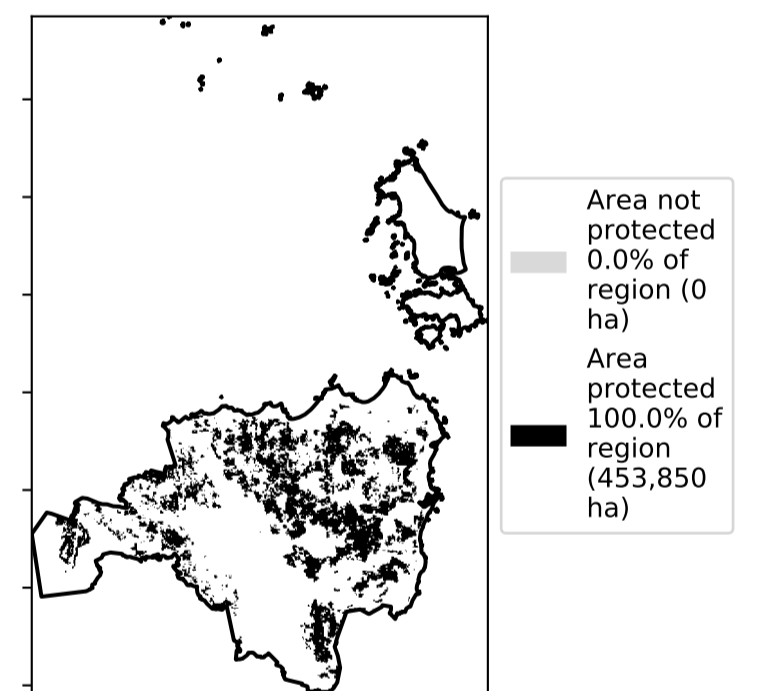 Area not
protected
0.0% of
region (0
ha)
Area
protected
100.0% of
region
(453,850
ha)